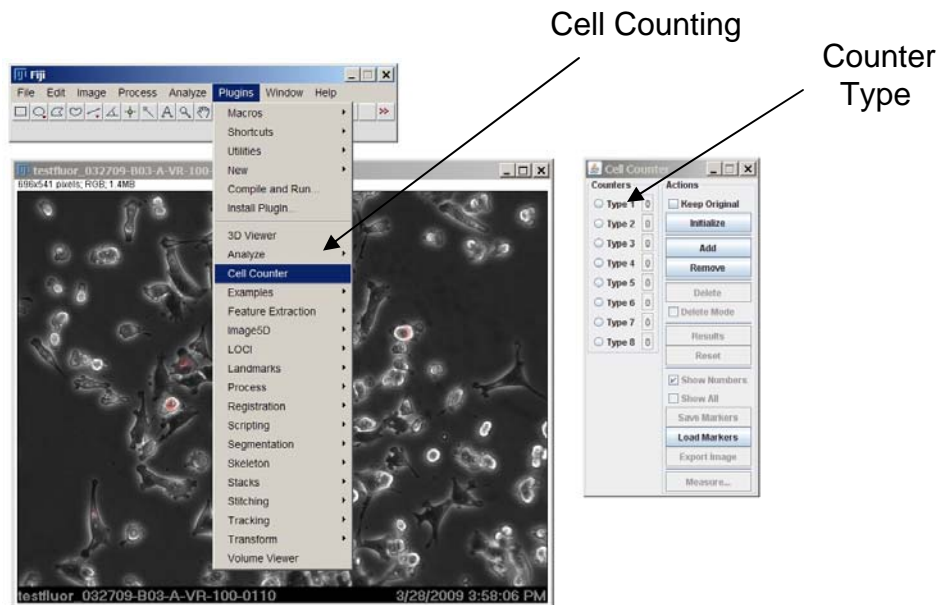 Cell Counting
Counter
Type
Fiji
File Edit Image Process Analyze Plugins Window Help
Macros
Shortcuts
Utilities
New
Compile and Run...
Install Plugin...
3D Viewer
Analyze
Cell Counter
Examples
Feature Extraction
Image5D
LOCI
Landmarks
Process
Registration
Scripting
Segmentation
Skeleton
Stacks
Stitching
Tracking
Transform
Volume Viewer
testfluor_032709-B03-A-VR-100-
696x541 pixels; RGB; 1.4MB
testfluor_032709-B03-A-VR-100-0110 3/28/2009 3:58:06 PM
Cell Counter
Counters Actions
Type 1 0 Keep Original
Type 2 0 Initialize
Type 3 0 Add
Type 4 0 Remove
Type 5 0 Delete
Type 6 0 Delete Mode
Type 7 0 Results
Type 8 0 Reset
Show Numbers
Show All
Save Markers
Load Markers
Export Image
Measure...